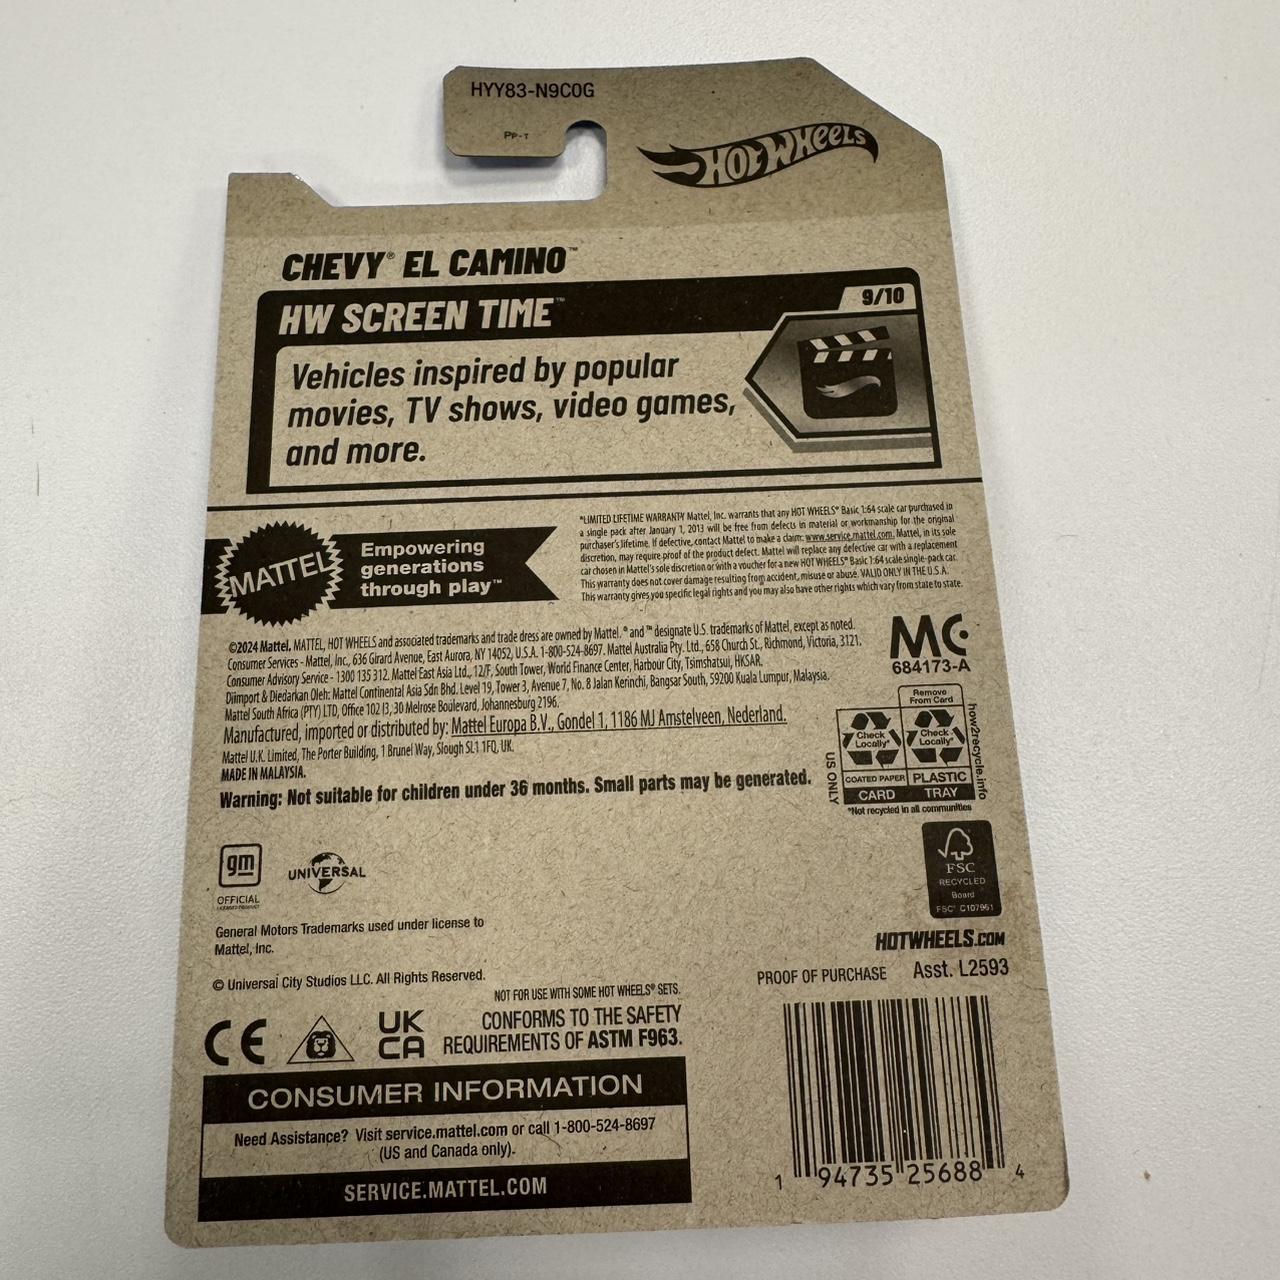 HYY83-N9C0G
PP-T
HOT WHEELS
CHEVY® EL CAMINO™
HW SCREEN TIME™
9/10
Vehicles inspired by popular
movies, TV shows, video games,
and more.
MATTEL
Empowering
generations
through play™
*LIMITED LIFETIME WARRANTY Mattel, Inc. warrants that any HOT WHEELS® Basic 1:64 scale car purchased in
a single pack after January 1, 2013 will be free from defects in material or workmanship for the original
purchaser's lifetime. If defective, contact Mattel to make a claim: www.service.mattel.com. Mattel, in its sole
discretion, may require proof of the product defect. Mattel will replace any defective car with a replacement
car chosen in Mattel's sole discretion or with a voucher for a new HOT WHEELS® Basic 1:64 scale single-pack car.
This warranty does not cover damage resulting from accident, misuse or abuse. VALID ONLY IN THE U.S.A.
This warranty gives you specific legal rights and you may also have other rights which vary from state to state.
©2024 Mattel. MATTEL, HOT WHEELS and associated trademarks and trade dress are owned by Mattel. ® and ™ designate U.S. trademarks of Mattel, except as noted.
Consumer Services - Mattel, Inc., 636 Girard Avenue, East Aurora, NY 14052, U.S.A. 1-800-524-8697. Mattel Australia Pty. Ltd., 658 Church St., Richmond, Victoria, 3121.
Consumer Advisory Service - 1300 135 312. Mattel East Asia Ltd., 12/F, South Tower, World Finance Center, Harbour City, Tsimshatsui, HKSAR.
Diimport & Diedarkan Oleh: Mattel Continental Asia Sdn Bhd. Level 19, Tower 3, Avenue 7, No. 8 Jalan Kerinchi, Bangsar South, 59200 Kuala Lumpur, Malaysia.
Mattel South Africa (PTY) LTD, Office 102 I3, 30 Melrose Boulevard, Johannesburg 2196.
Manufactured, imported or distributed by: Mattel Europa B.V., Gondel 1, 1186 MJ Amstelveen, Nederland.
Mattel U.K. Limited, The Porter Building, 1 Brunel Way, Slough SL1 1FQ, UK.
MADE IN MALAYSIA.
Warning: Not suitable for children under 36 months. Small parts may be generated.
MC
684173-A
Remove
From Card
Check
Locally*
Check
Locally*
COATED PAPER
PLASTIC
CARD
TRAY
US ONLY
how2recycle.info
*Not recycled in all communities
gm
OFFICIAL
LICENSED PRODUCT
UNIVERSAL
FSC
RECYCLED
Board
FSC® C107961
General Motors Trademarks used under license to
Mattel, Inc.
© Universal City Studios LLC. All Rights Reserved.
HOTWHEELS.COM
PROOF OF PURCHASE
Asst. L2593
NOT FOR USE WITH SOME HOT WHEELS® SETS.
CE
UK
CA
CONFORMS TO THE SAFETY
REQUIREMENTS OF ASTM F963.
CONSUMER INFORMATION
Need Assistance? Visit service.mattel.com or call 1-800-524-8697
(US and Canada only).
SERVICE.MATTEL.COM
1 94735 25688 4